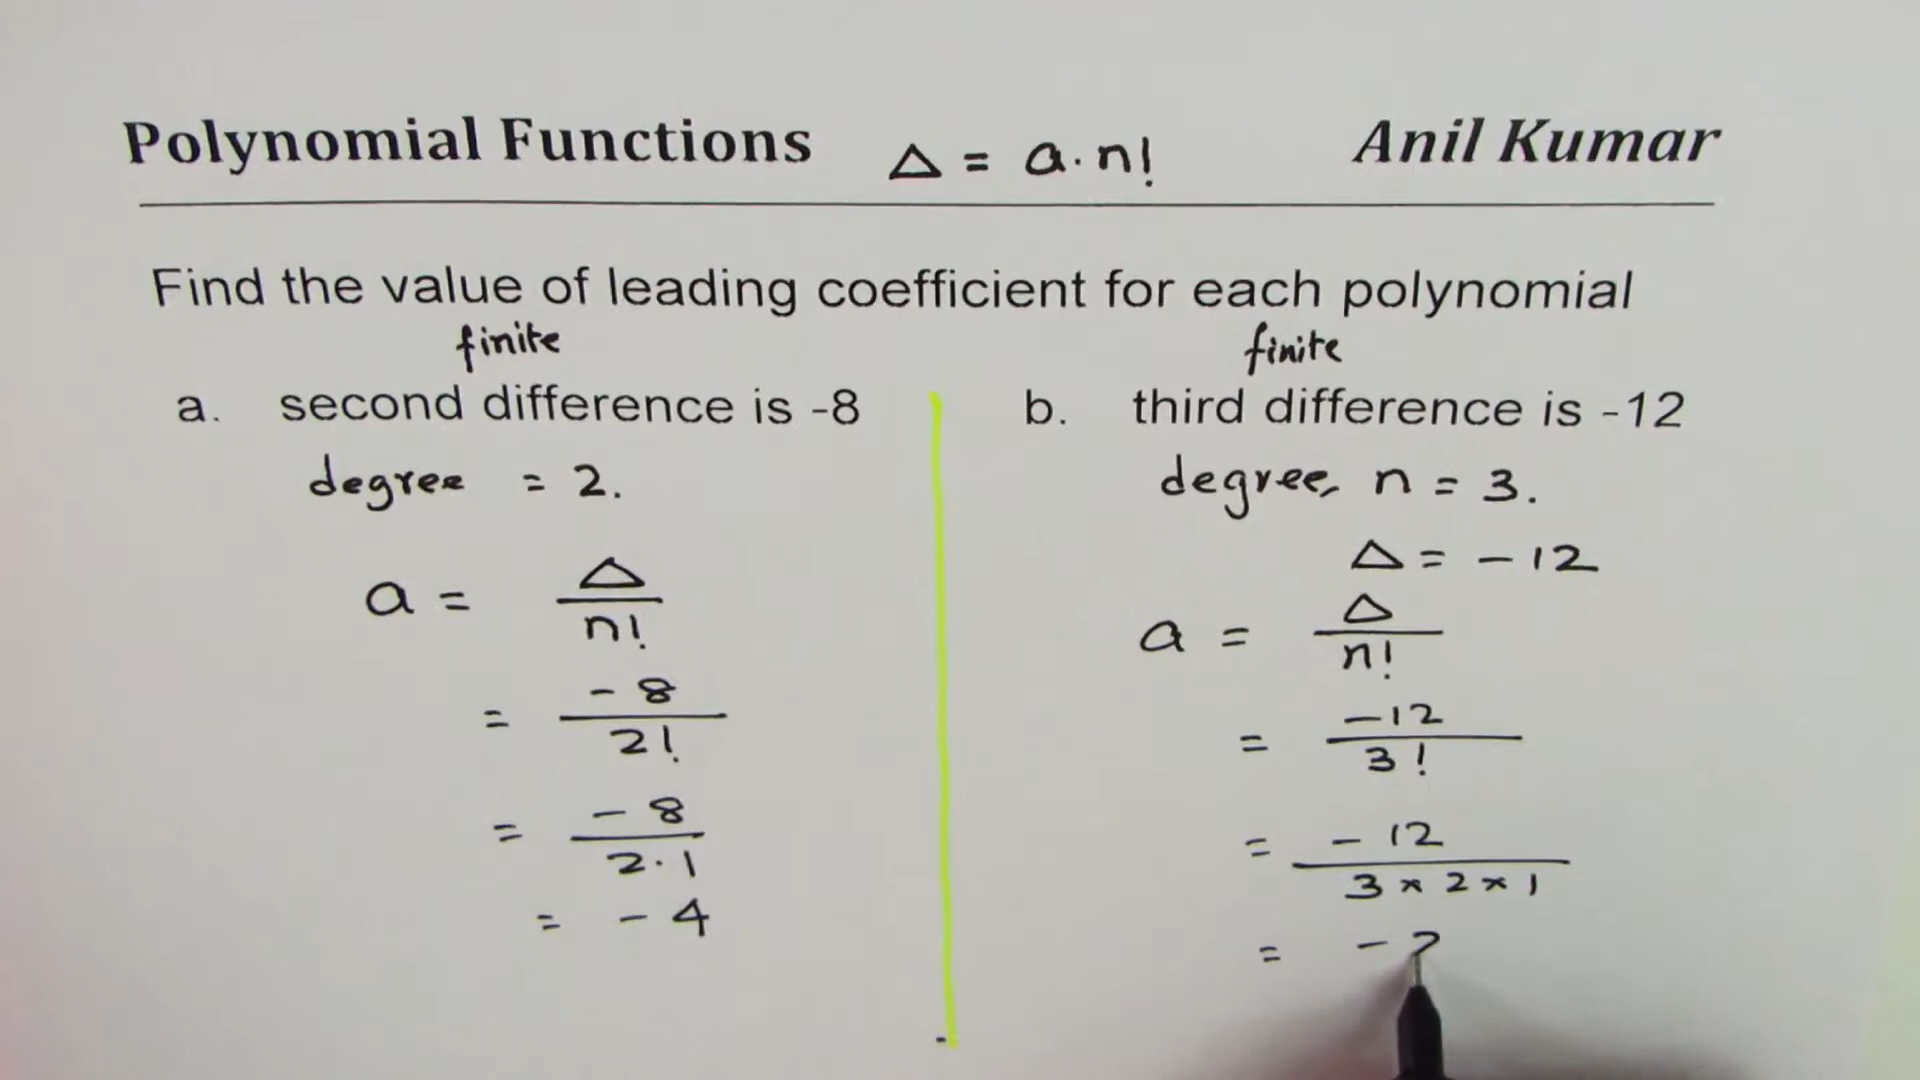 Polynomial Functions Δ = a · n! Anil Kumar
Find the value of leading coefficient for each polynomial
finite
a. second difference is -8
degree = 2.
a = Δ / n!
= - 8 / 2!
= - 8 / 2 · 1
= - 4
finite
b. third difference is -12
degree, n = 3.
Δ = - 12
a = Δ / n!
= -12 / 3!
= - 12 / 3 × 2 × 1
= - 2